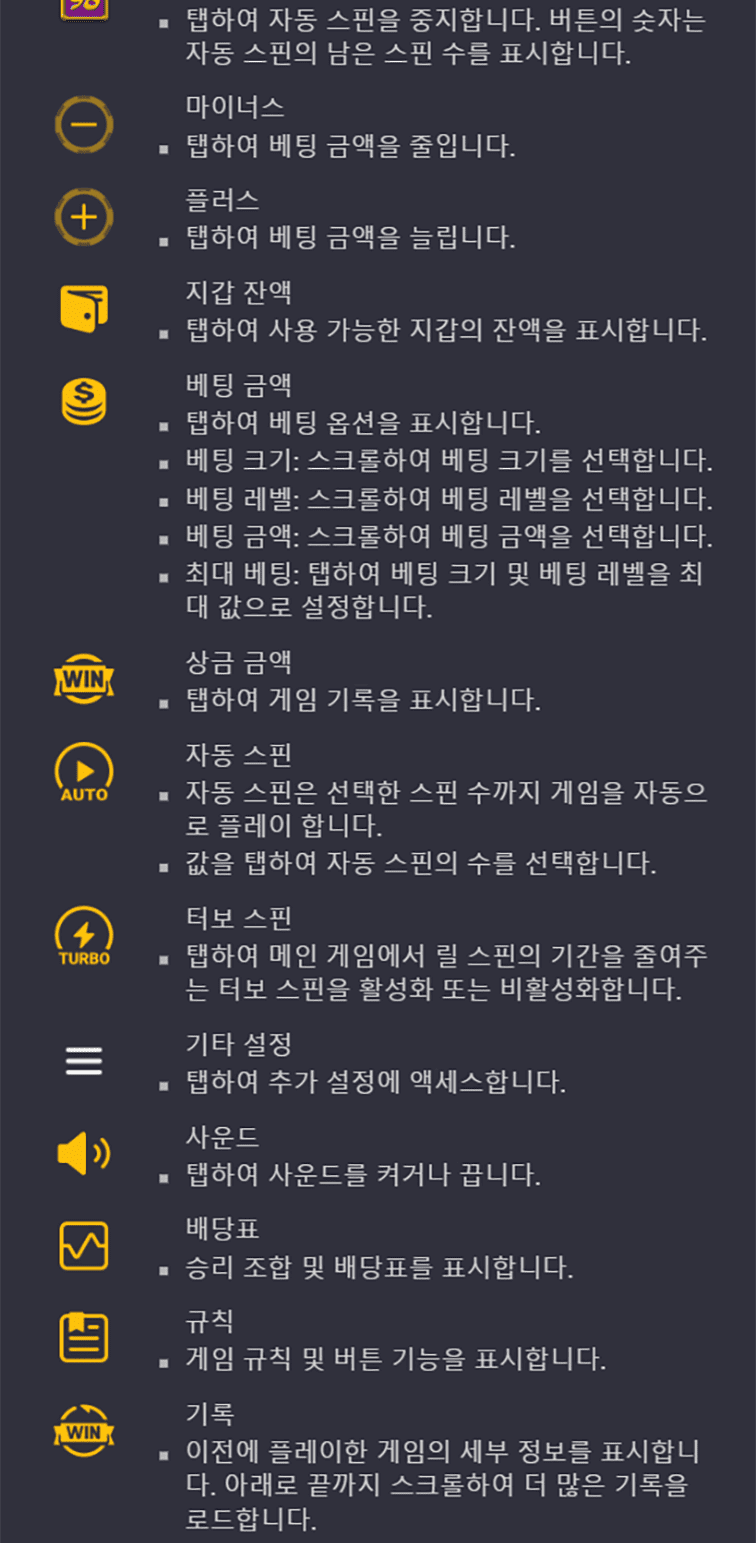 탭하여 자동 스핀을 중지합니다. 버튼의 숫자는
자동 스핀의 남은 스핀 수를 표시합니다.
마이너스
탭하여 베팅 금액을 줄입니다.
플러스
탭하여 베팅 금액을 늘립니다.
지갑 잔액
탭하여 사용 가능한 지갑의 잔액을 표시합니다.
베팅 금액
탭하여 베팅 옵션을 표시합니다.
베팅 크기: 스크롤하여 베팅 크기를 선택합니다.
베팅 레벨: 스크롤하여 베팅 레벨을 선택합니다.
베팅 금액: 스크롤하여 베팅 금액을 선택합니다.
최대 베팅: 탭하여 베팅 크기 및 베팅 레벨을 최
대 값으로 설정합니다.
WIN
상금 금액
탭하여 게임 기록을 표시합니다.
AUTO
자동 스핀
자동 스핀은 선택한 스핀 수까지 게임을 자동으
로 플레이 합니다.
값을 탭하여 자동 스핀의 수를 선택합니다.
TURBO
터보 스핀
탭하여 메인 게임에서 릴 스핀의 기간을 줄여주
는 터보 스핀을 활성화 또는 비활성화합니다.
기타 설정
탭하여 추가 설정에 액세스합니다.
사운드
탭하여 사운드를 켜거나 끕니다.
배당표
승리 조합 및 배당표를 표시합니다.
규칙
게임 규칙 및 버튼 기능을 표시합니다.
WIN
기록
이전에 플레이한 게임의 세부 정보를 표시합니
다. 아래로 끝까지 스크롤하여 더 많은 기록을
로드합니다.